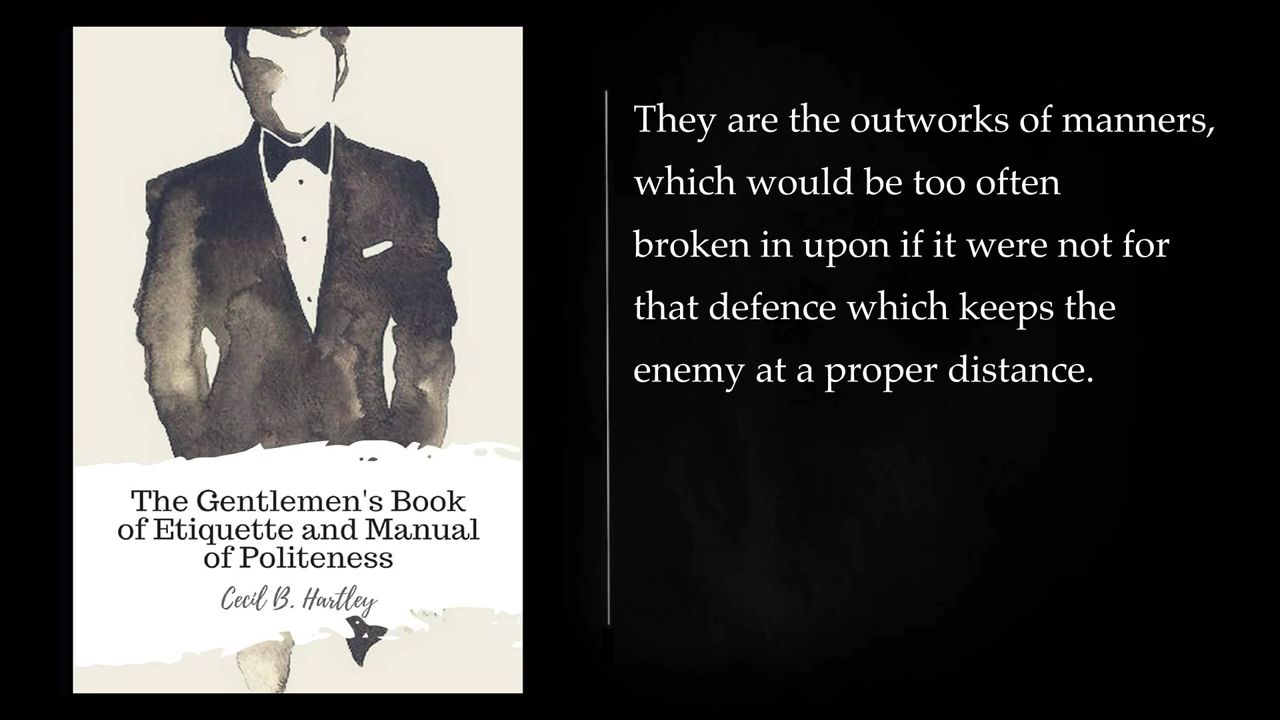 The Gentlemen's Book
of Etiquette and Manual
of Politeness
Cecil B. Hartley
They are the outworks of manners,
which would be too often
broken in upon if it were not for
that defence which keeps the
enemy at a proper distance.